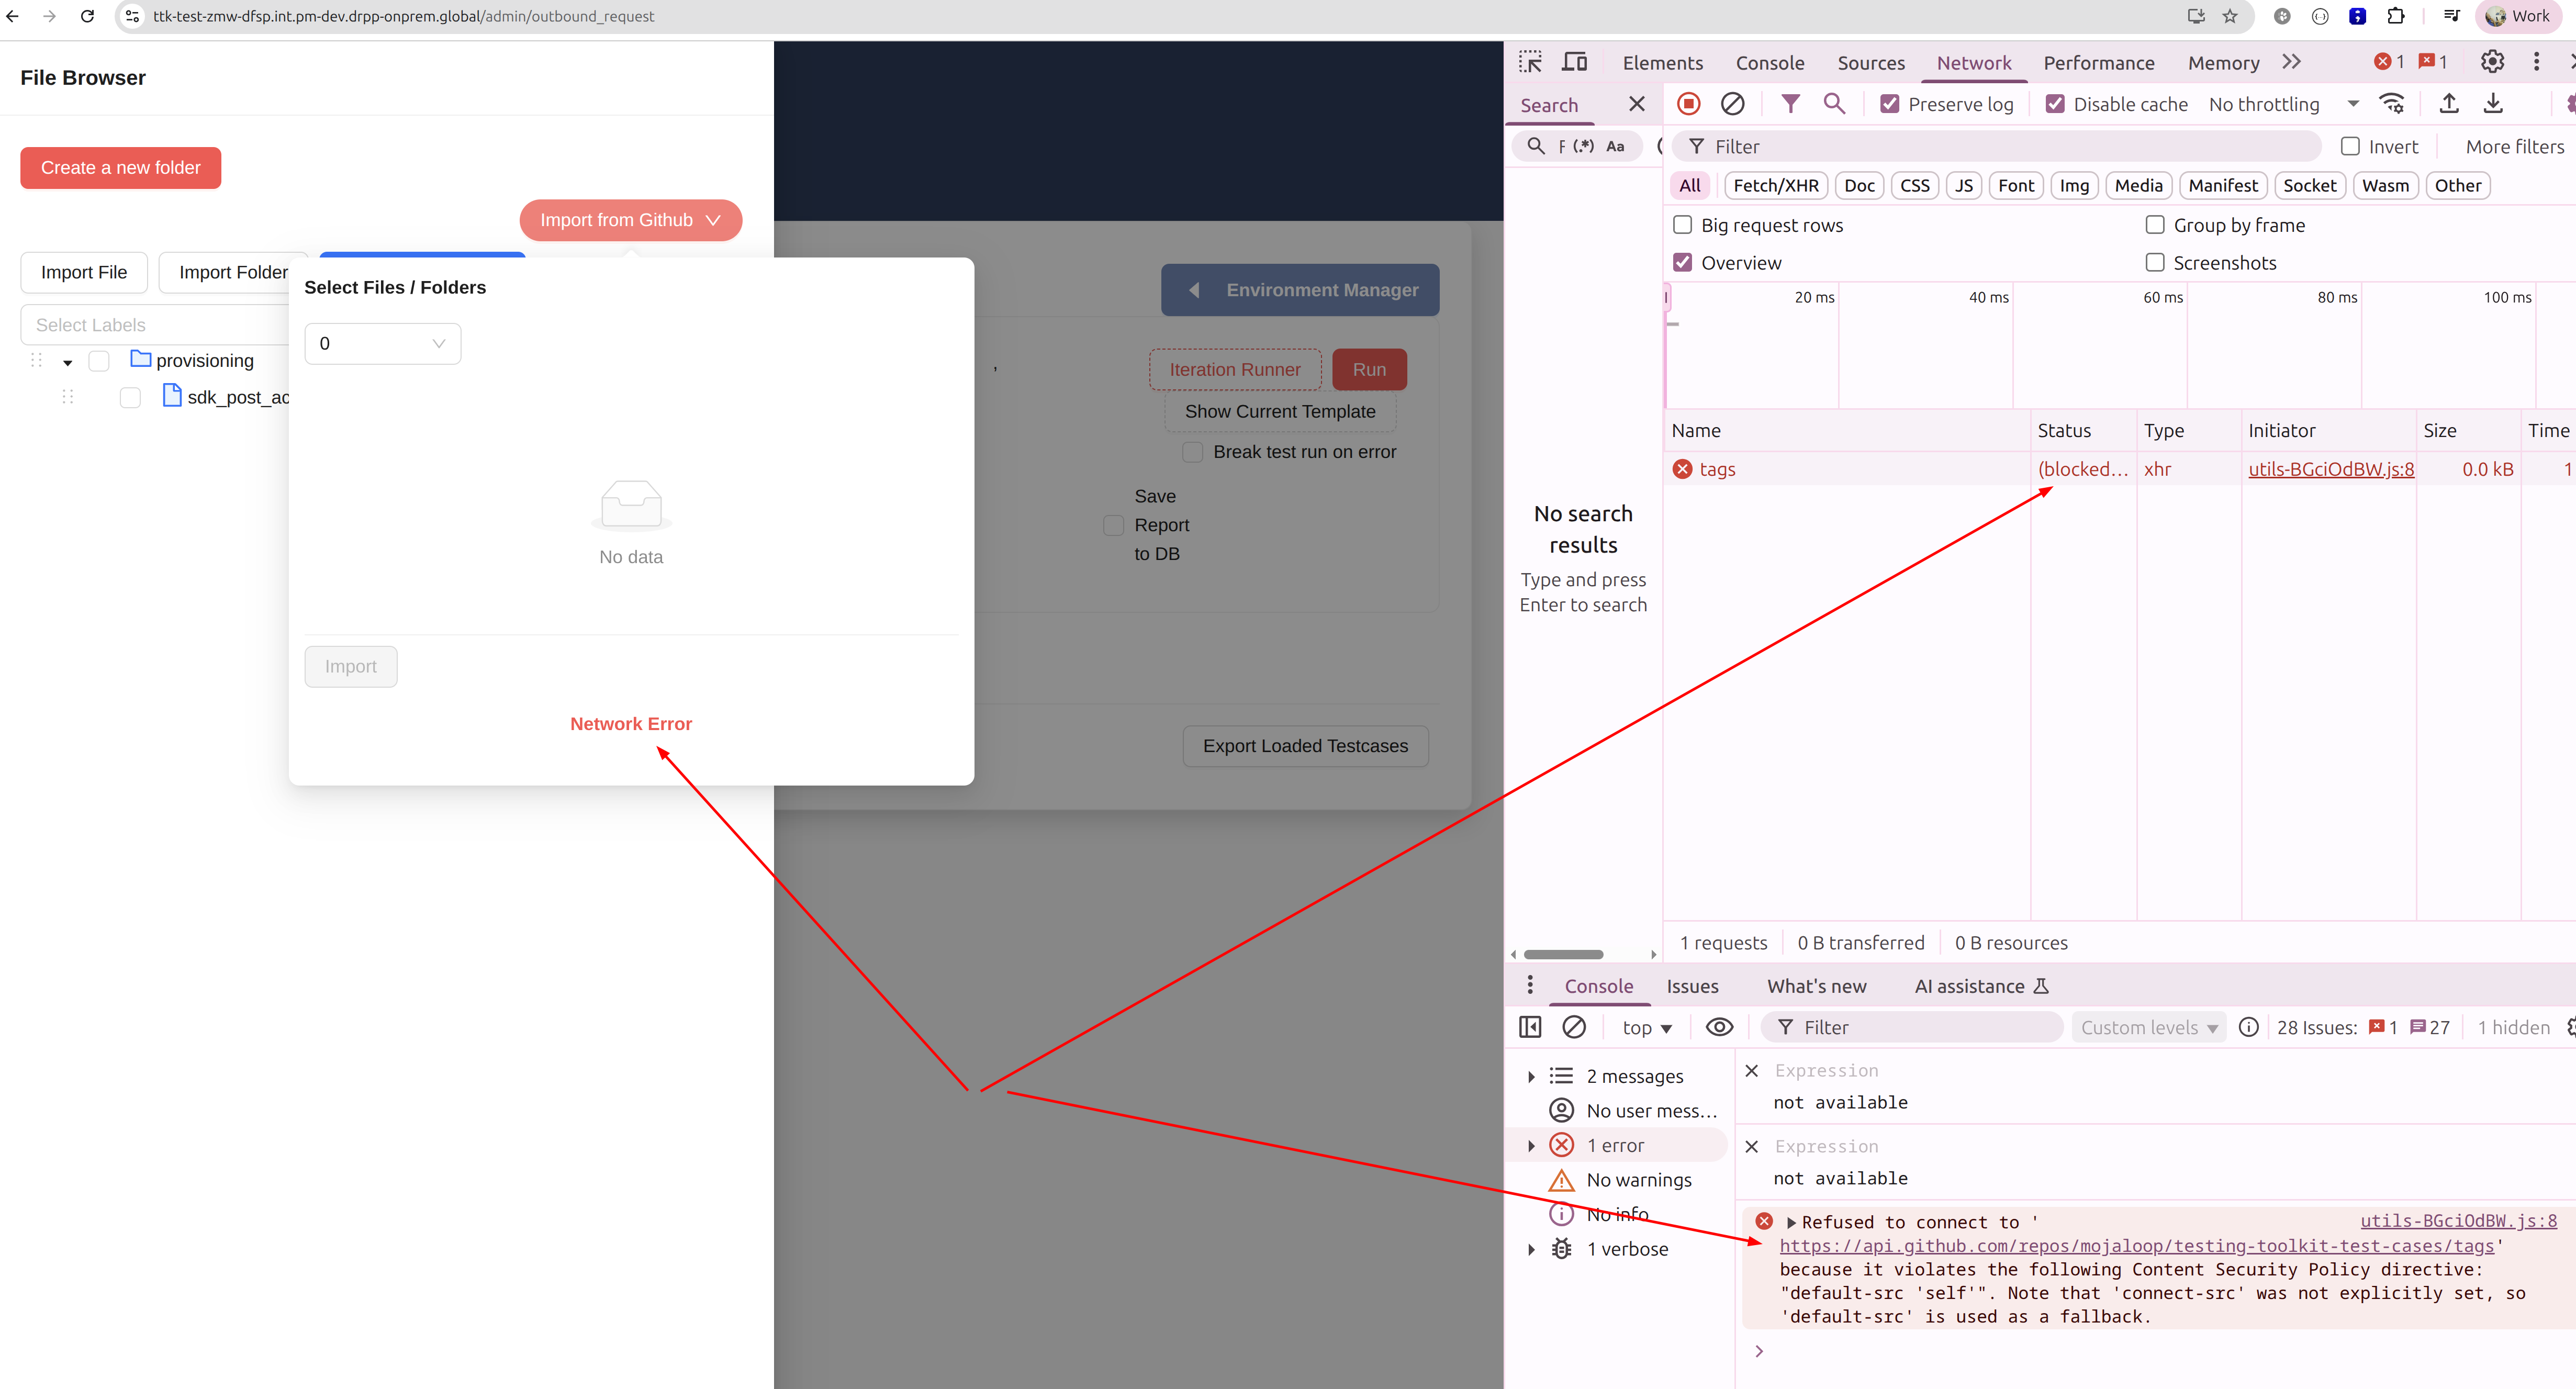 ttk-test-zmw-dfsp.int.pm-dev.drpp-onprem.global/admin/outbound_request
Work
File Browser
Create a new folder
Import from Github
Import File
Import Folder
Select Labels
provisioning
sdk_post_ac
Select Files / Folders
0
No data
Import
Network Error
Environment Manager
,
Iteration Runner
Run
Show Current Template
Break test run on error
Save
Report
to DB
Export Loaded Testcases
Elements
Console
Sources
Network
Performance
Memory
1
1
Search
Preserve log
Disable cache
No throttling
F (.*) Aa
Filter
Invert
More filters
All
Fetch/XHR
Doc
CSS
JS
Font
Img
Media
Manifest
Socket
Wasm
Other
Big request rows
Group by frame
Overview
Screenshots
20 ms
40 ms
60 ms
80 ms
100 ms
Name
Status
Type
Initiator
Size
Time
tags
(blocked...
xhr
utils-BGciOdBW.js:8
0.0 kB
1
No search
results
Type and press
Enter to search
1 requests
0 B transferred
0 B resources
Console
Issues
What's new
AI assistance
top
Filter
Custom levels
28 Issues:
1
27
1 hidden
2 messages
No user mess...
1 error
No warnings
No info
1 verbose
Expression
not available
Expression
not available
Refused to connect to '
utils-BGciOdBW.js:8
https://api.github.com/repos/mojaloop/testing-toolkit-test-cases/tags'
because it violates the following Content Security Policy directive:
"default-src 'self'". Note that 'connect-src' was not explicitly set, so
'default-src' is used as a fallback.